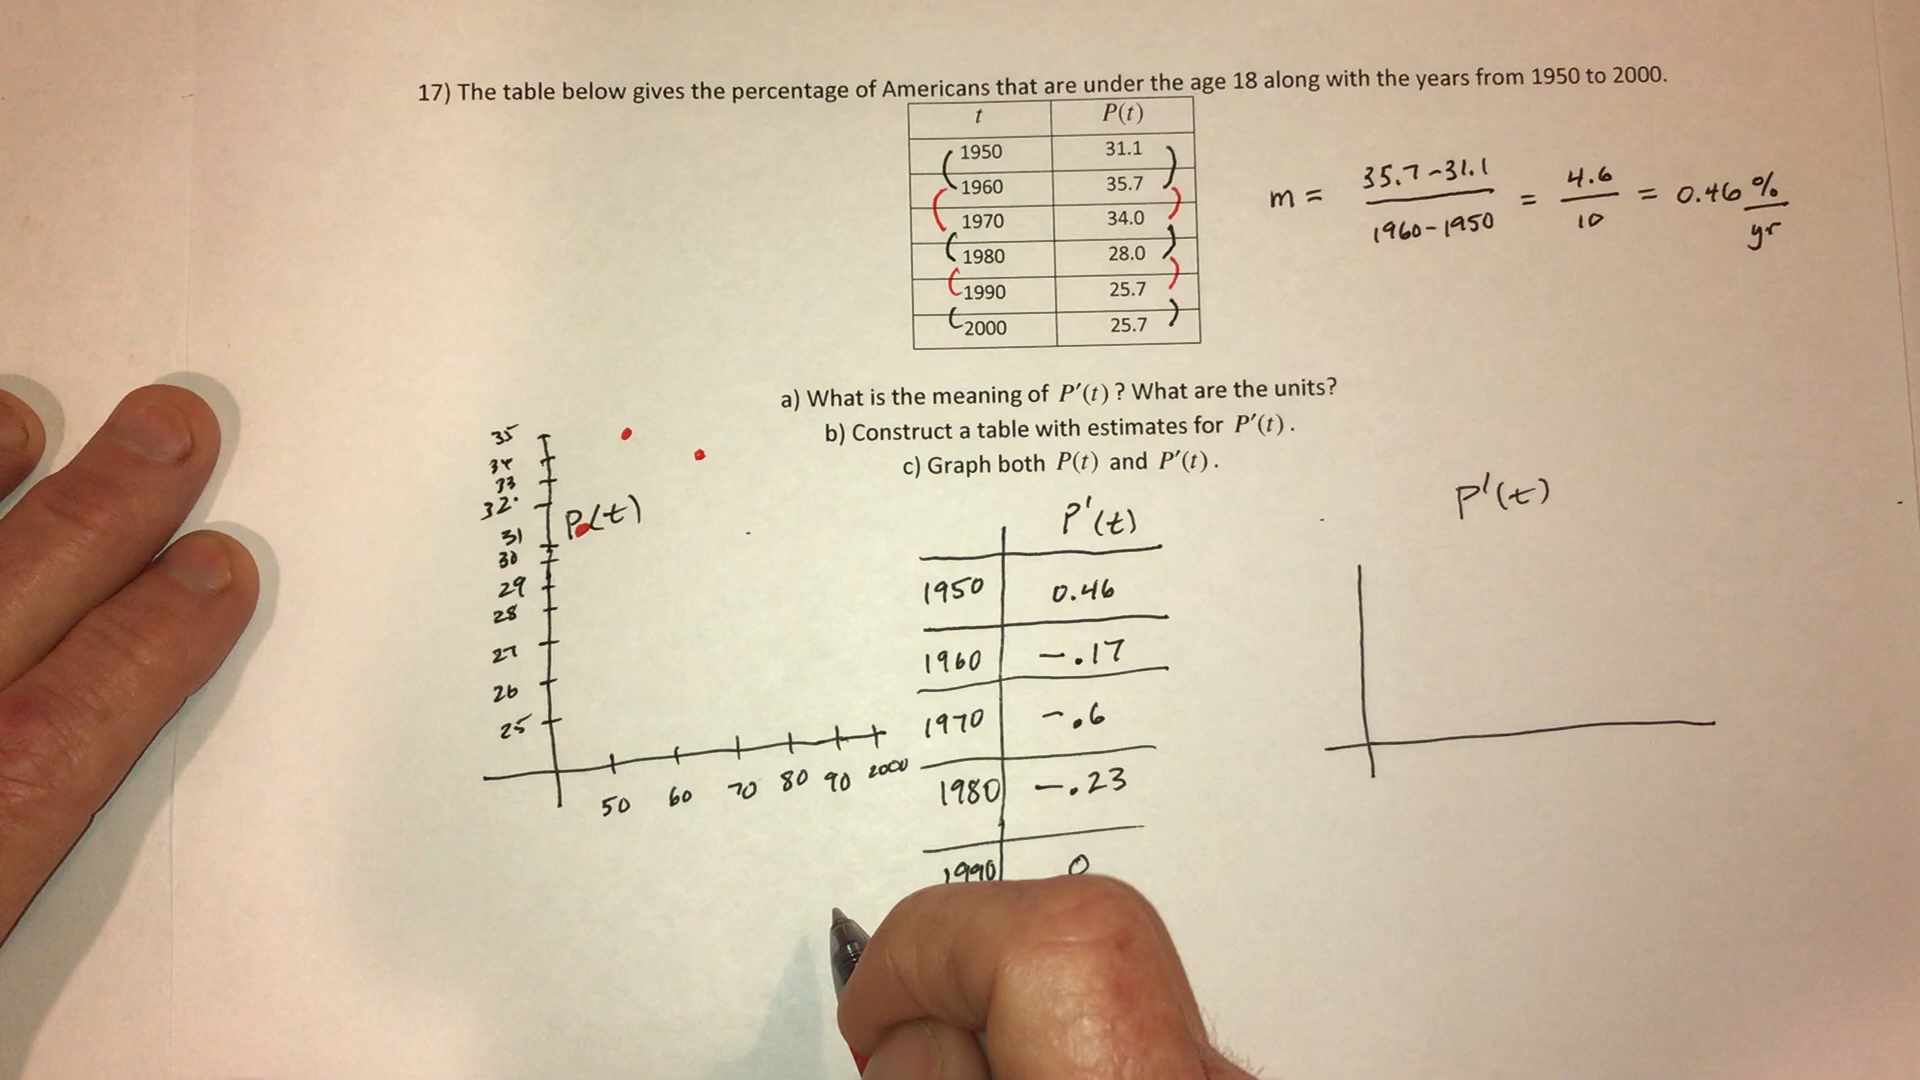 17) The table below gives the percentage of Americans that are under the age 18 along with the years from 1950 to 2000.
t P(t)
1950 31.1
1960 35.7
1970 34.0
1980 28.0
1990 25.7
2000 25.7
m = 35.7-31.1 / 1960-1950 = 4.6 / 10 = 0.46 % / yr
a) What is the meaning of P′(t)? What are the units?
b) Construct a table with estimates for P′(t).
c) Graph both P(t) and P′(t).
35
34
33
32
31
30
29
28
27
26
25
P(t)
50 60 70 80 90 2000
P'(t)
1950 0.46
1960 -.17
1970 -.6
1980 -.23
1990 0
P'(t)